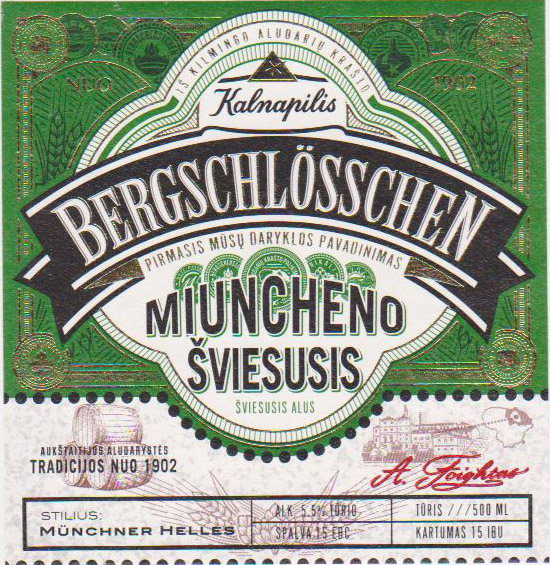 IŠ KILMINGO ALUDARIŲ KRAŠTO
NUO 1902
Kalnapilis
BERGSCHLÖSSCHEN
PIRMASIS MŪSŲ DARYKLOS PAVADINIMAS
MIUNCHENO
ŠVIESUSIS
ŠVIESUSIS ALUS
AUKŠTAITIJOS ALUDARYSTĖS
TRADICIJOS NUO 1902
A. Foightas
STILIUS:
MÜNCHNER HELLES
ALK. 5.5% TŪRIO
SPALVA 15 EBC
TŪRIS ///500 ML
KARTUMAS 15 IBU